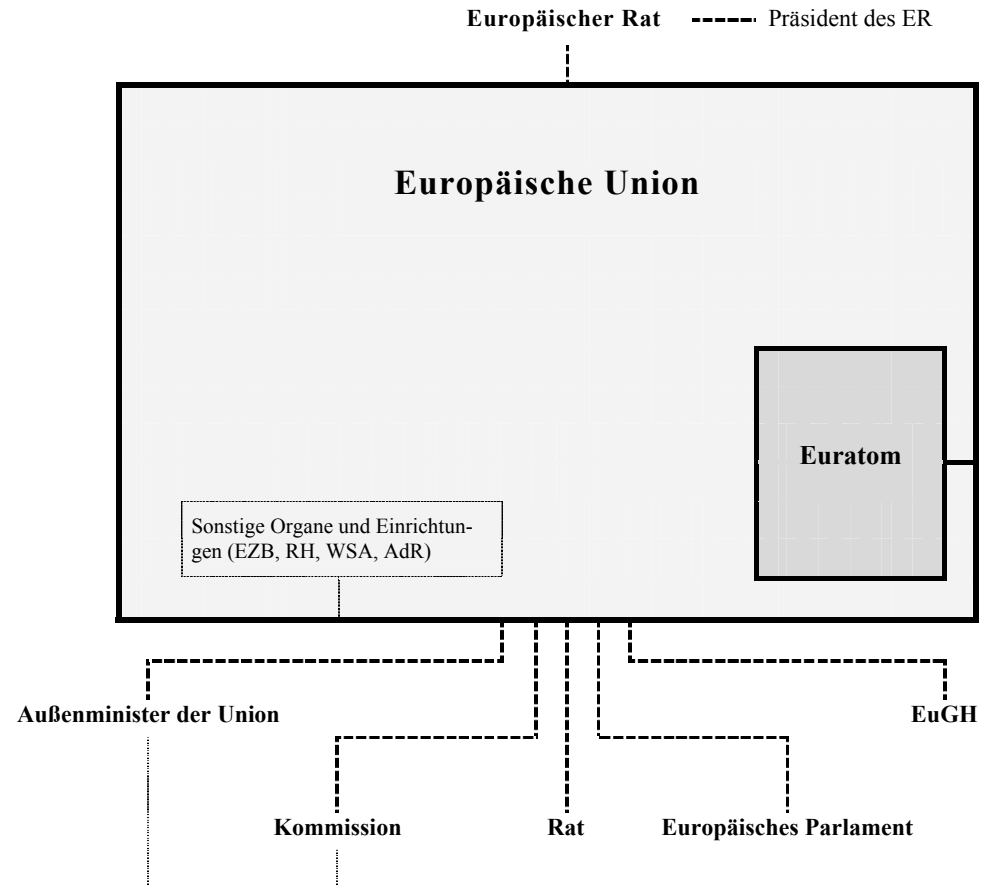 Europäischer Rat Präsident des ER
Europäische Union
Euratom
Sonstige Organe und Einrichtun-
gen (EZB, RH, WSA, AdR)
Außenminister der Union
EuGH
Kommission
Rat
Europäisches Parlament